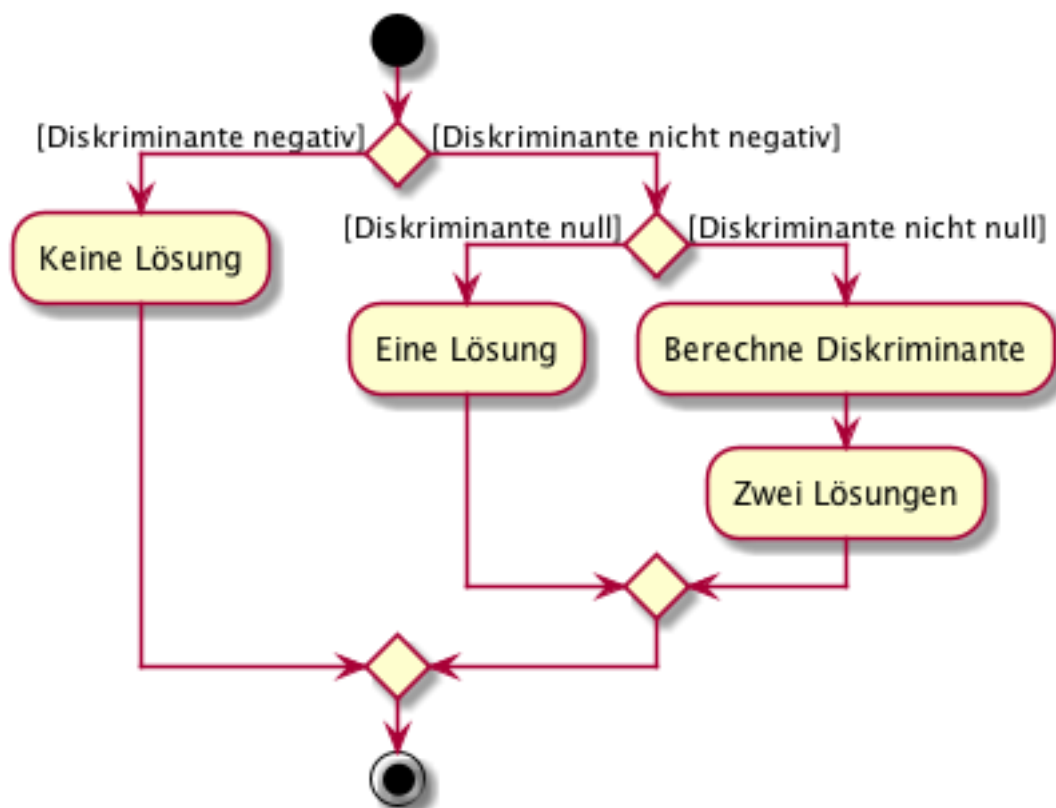 [Diskriminante negativ]
[Diskriminante nicht negativ]
Keine Lösung
[Diskriminante null]
[Diskriminante nicht null]
Eine Lösung
Berechne Diskriminante
Zwei Lösungen